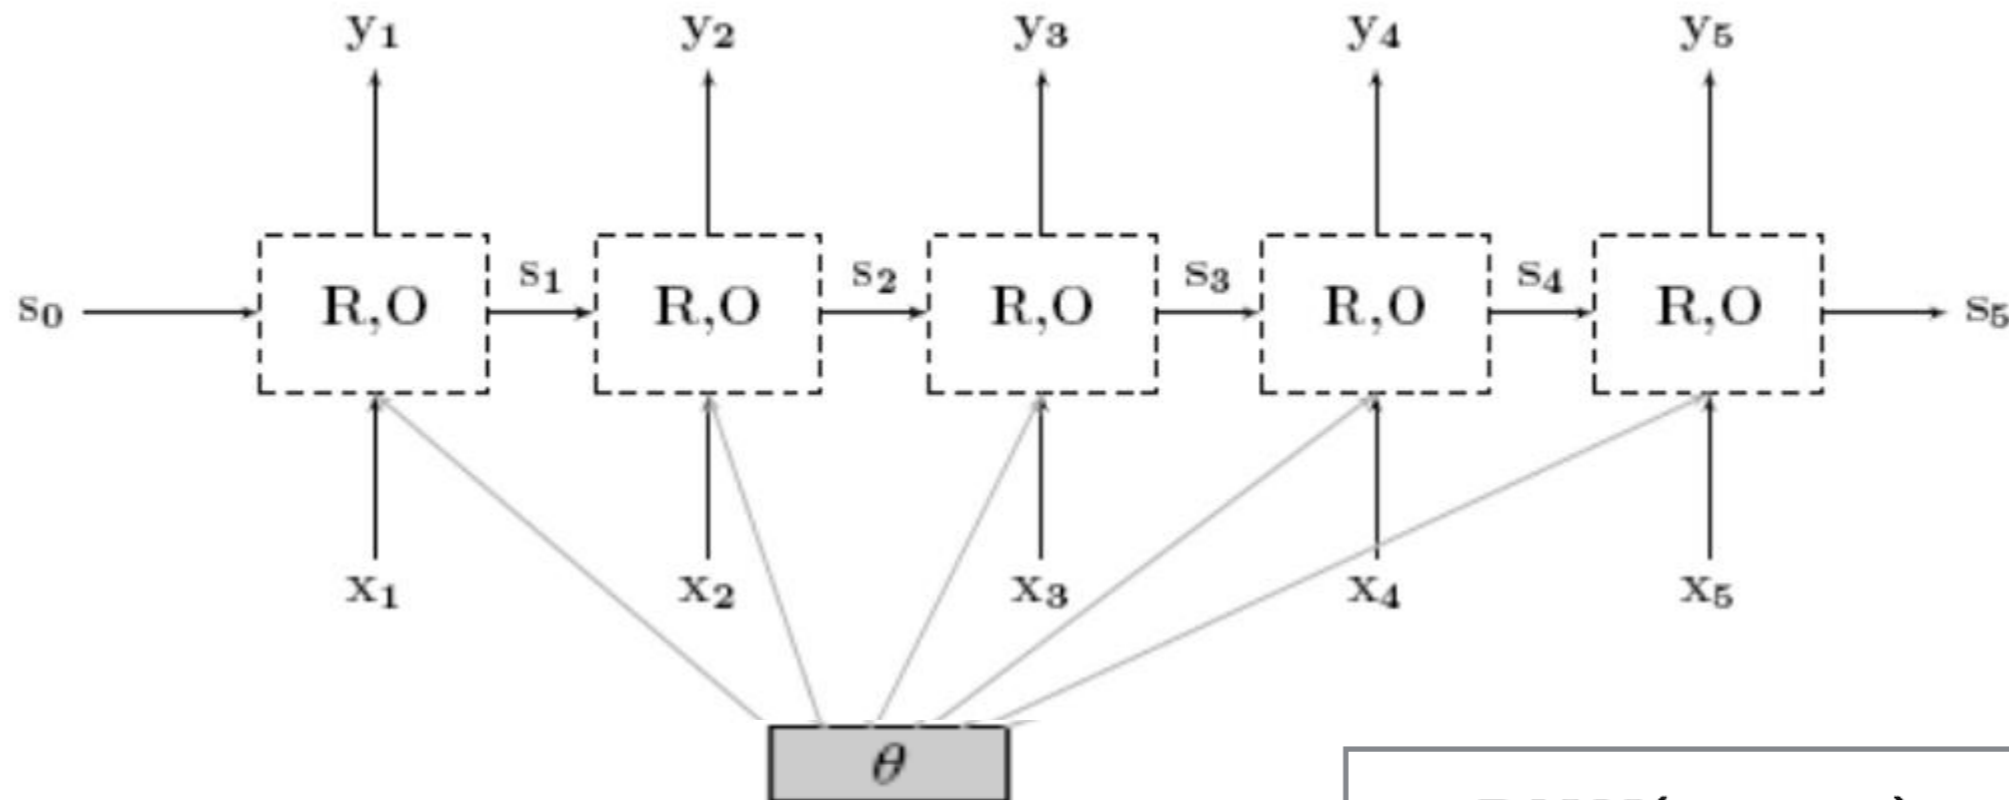 y₁ y₂ y₃ y₄ y₅
s₁ s₂ s₃ s₄
s₀ R,O R,O R,O R,O R,O s₅
x₁ x₂ x₃ x₄ x₅
θ